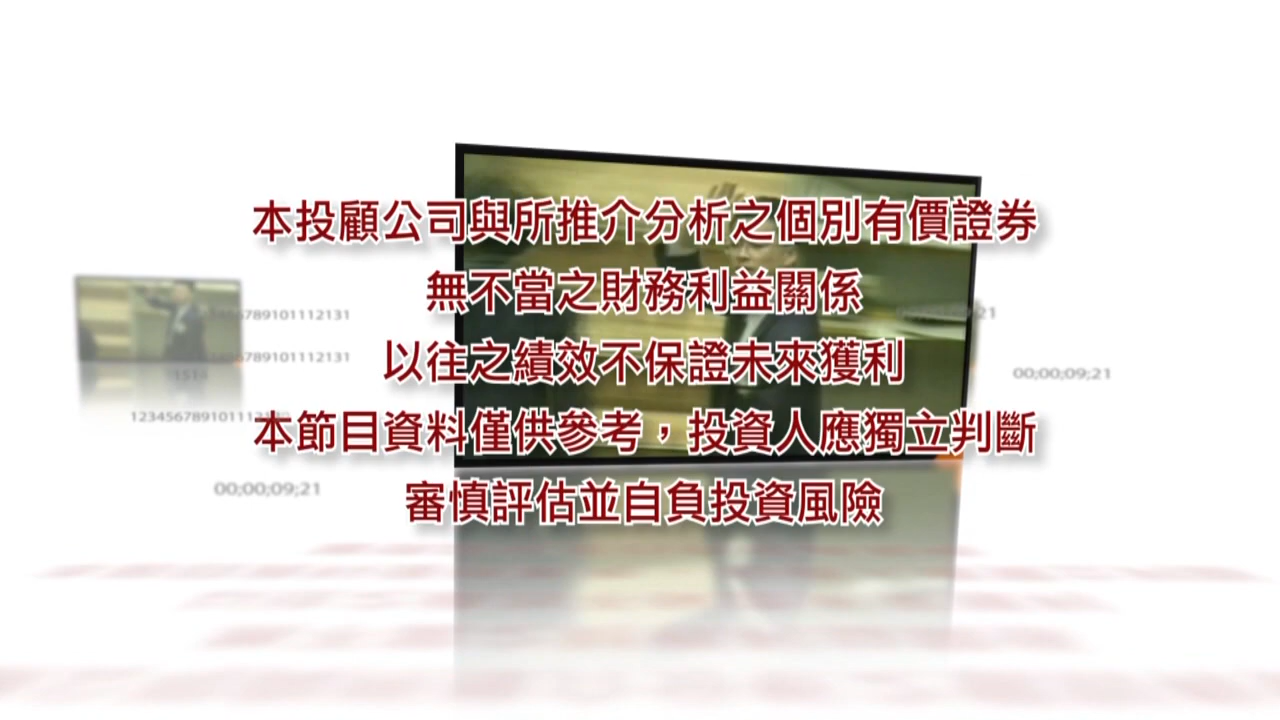 本投顧公司與所推介分析之個別有價證券
無不當之財務利益關係
以往之績效不保證未來獲利
本節目資料僅供參考，投資人應獨立判斷
審慎評估並自負投資風險
00;00;09;21
00;00;09;21